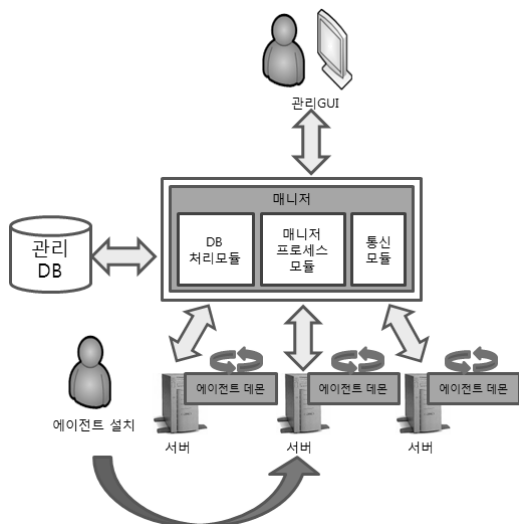 관리GUI
매니저
DB
처리모듈
매니저
프로세스
모듈
통신
모듈
관리
DB
에이전트 데몬
에이전트 데몬
에이전트 데몬
에이전트 설치
서버
서버
서버